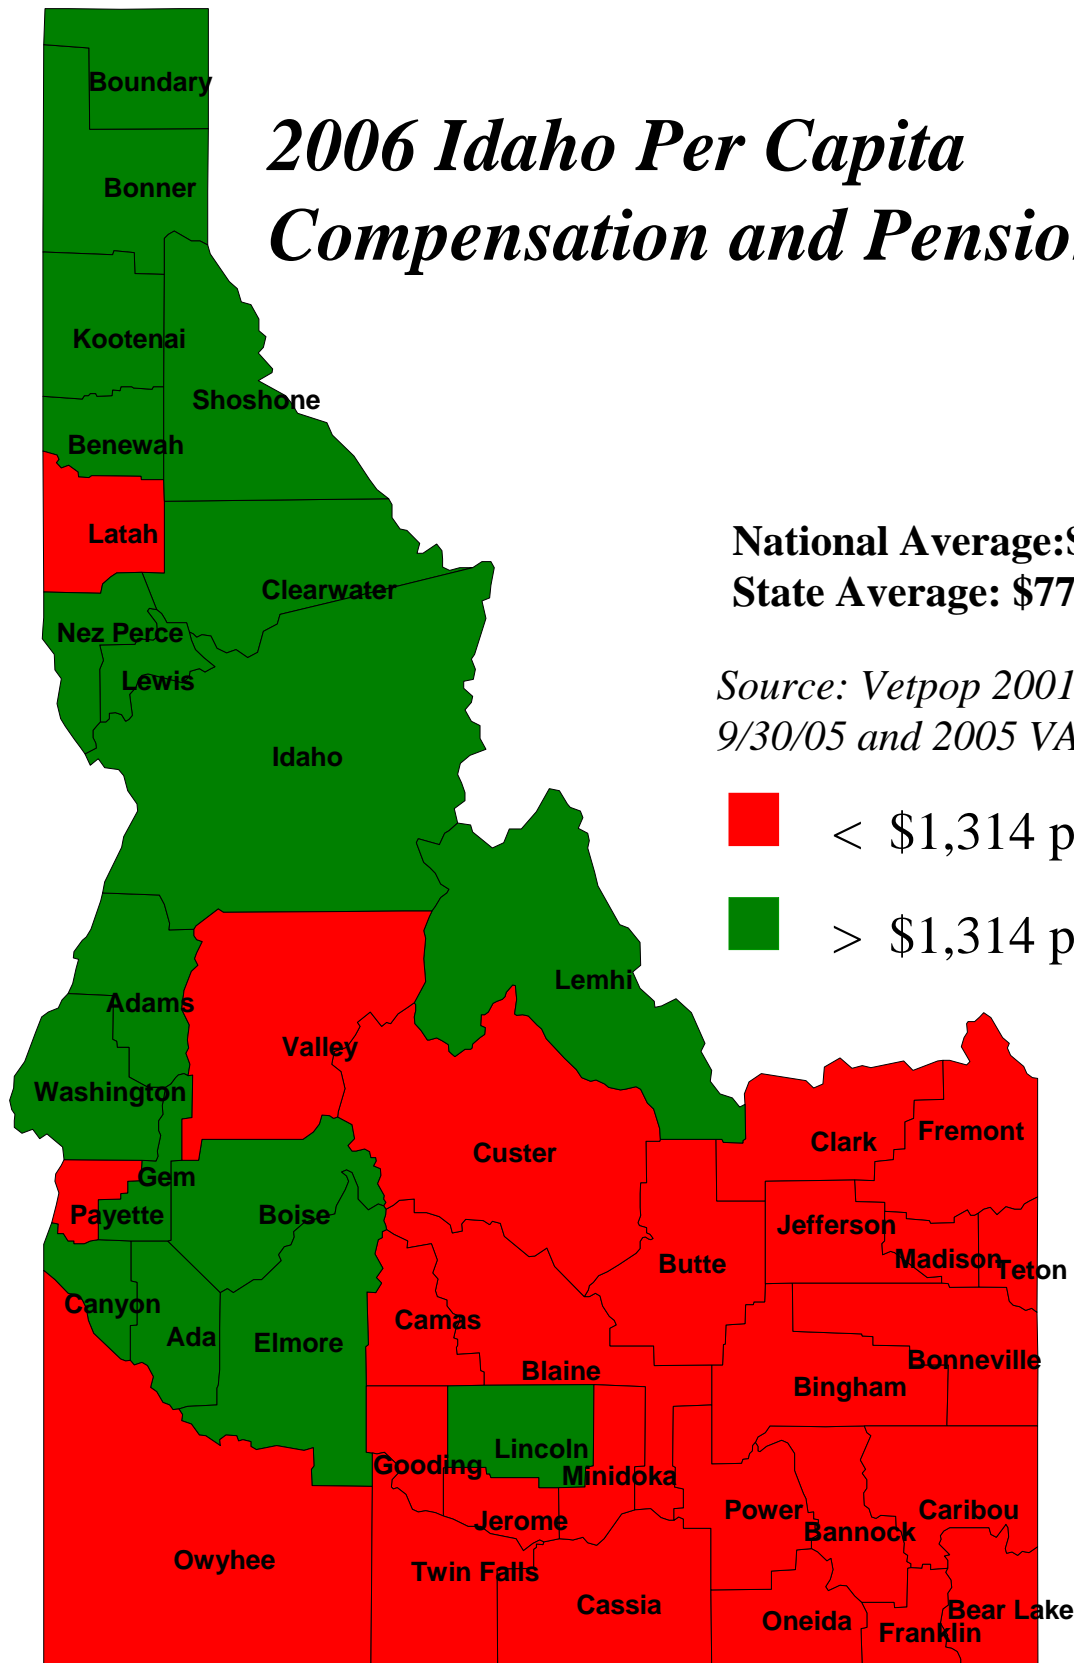 2006 Idaho Per Capita
Compensation and Pensio
National Average:$
State Average: $77
Source: Vetpop 2001
9/30/05 and 2005 VA
< $1,314 p
> $1,314 p
Boundary
Bonner
Kootenai
Shoshone
Benewah
Latah
Clearwater
Nez Perce
Lewis
Idaho
Lemhi
Adams
Valley
Washington
Custer
Clark
Fremont
Gem
Payette
Boise
Jefferson
Butte
Madison
Teton
Canyon
Ada
Elmore
Camas
Blaine
Bonneville
Bingham
Lincoln
Gooding
Minidoka
Jerome
Power
Bannock
Caribou
Owyhee
Twin Falls
Cassia
Oneida
Bear Lake
Franklin